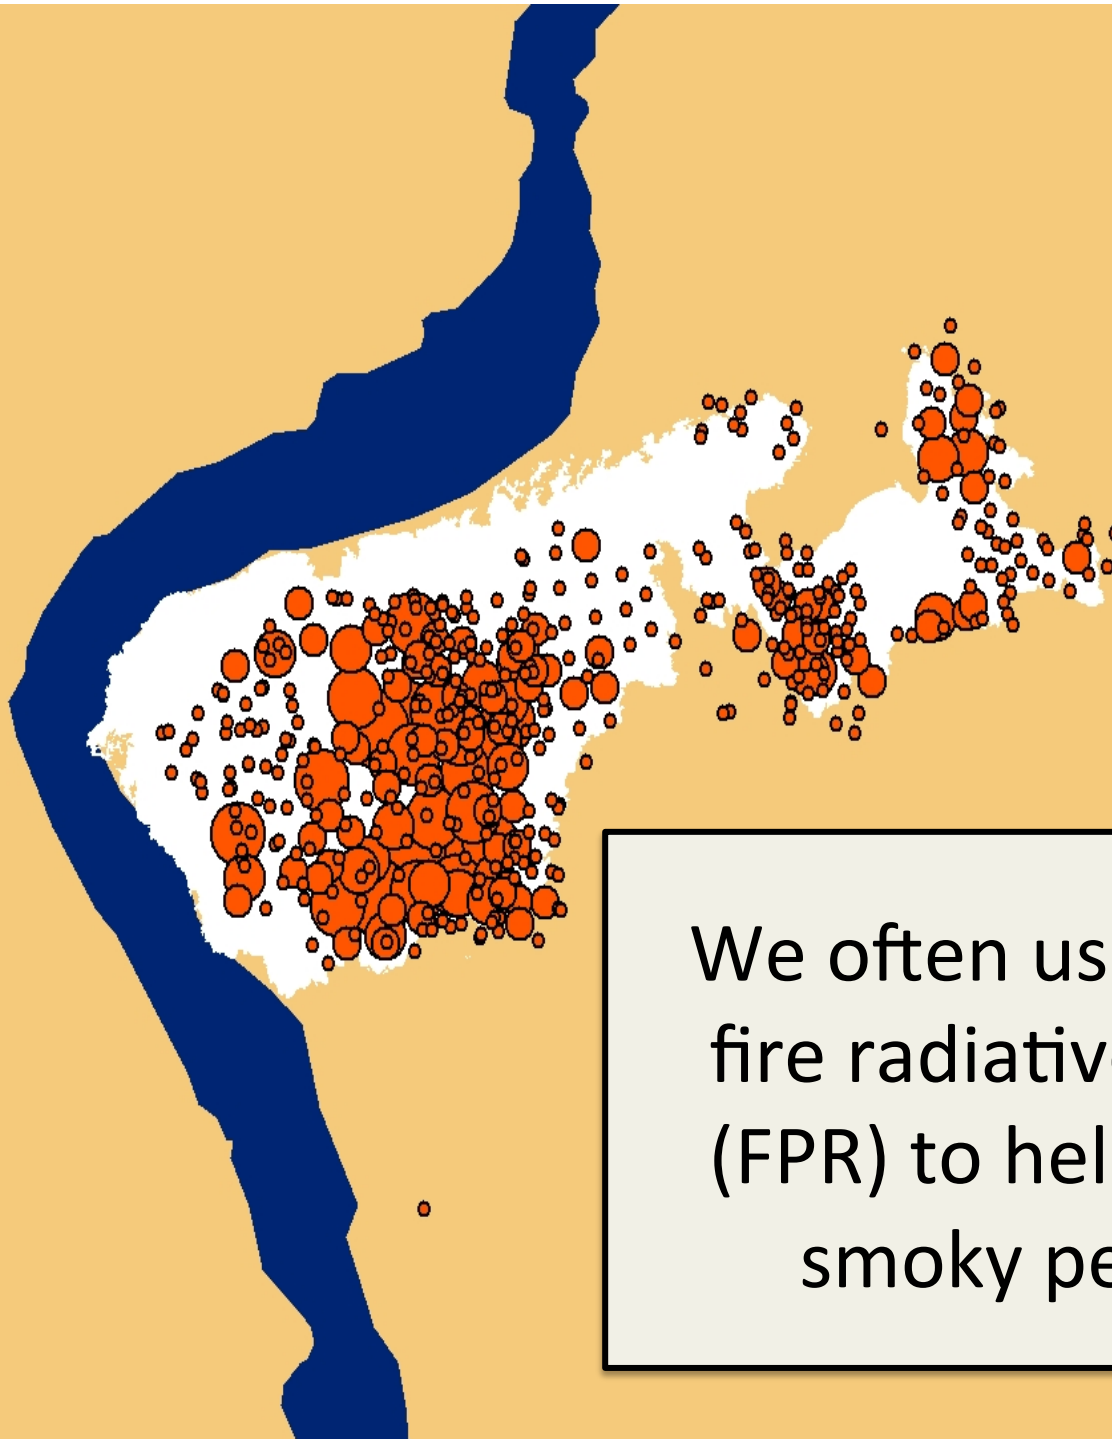 We often us
fire radiativ
(FPR) to hel
smoky pe